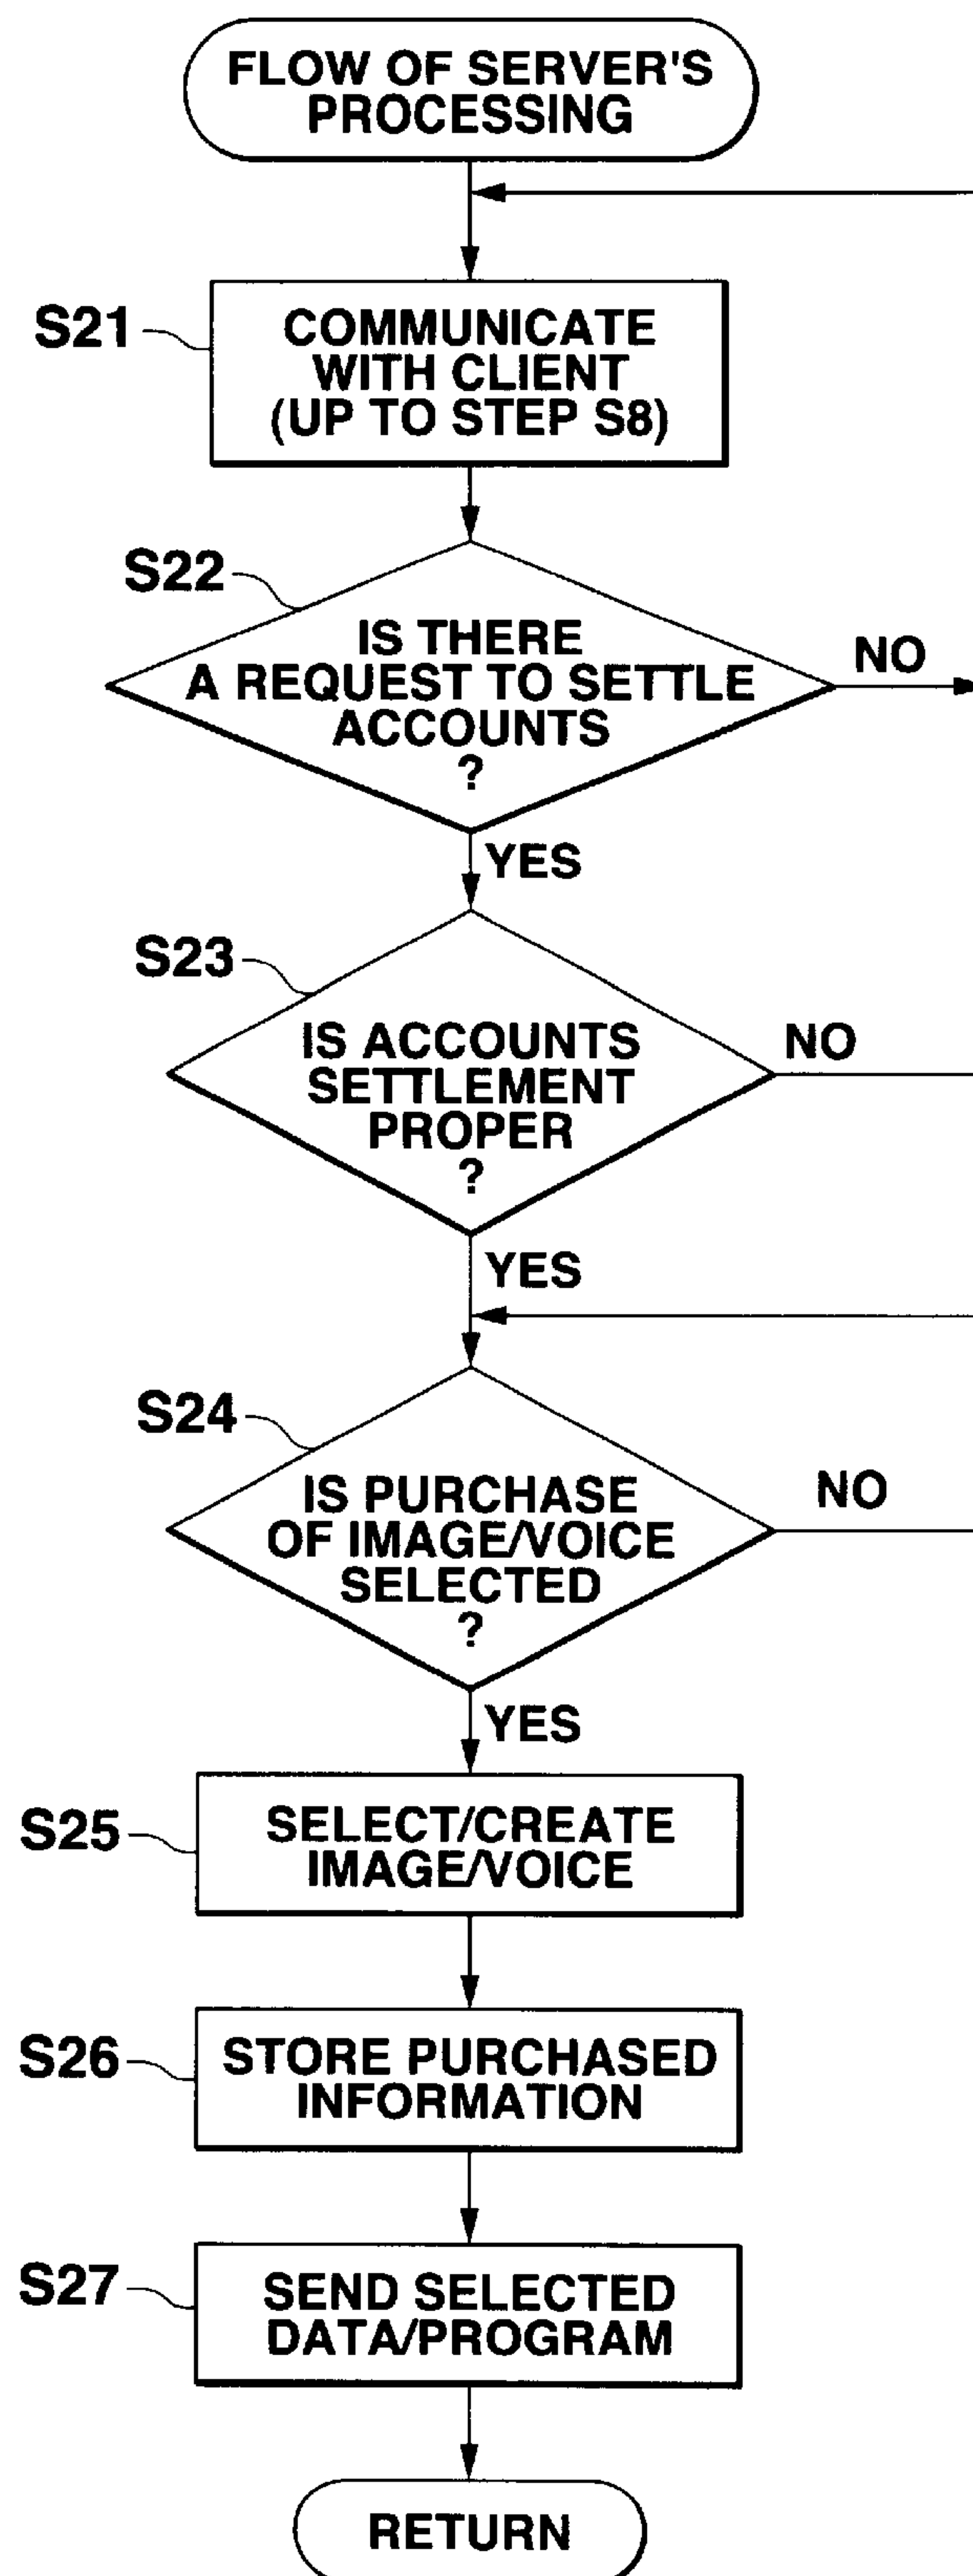 FLOW OF SERVER'S
PROCESSING
S21
COMMUNICATE
WITH CLIENT
(UP TO STEP S8)
S22
IS THERE
A REQUEST TO SETTLE
ACCOUNTS
?
NO
YES
S23
IS ACCOUNTS
SETTLEMENT
PROPER
?
NO
YES
S24
IS PURCHASE
OF IMAGE/VOICE
SELECTED
?
NO
YES
S25
SELECT/CREATE
IMAGE/VOICE
S26
STORE PURCHASED
INFORMATION
S27
SEND SELECTED
DATA/PROGRAM
RETURN